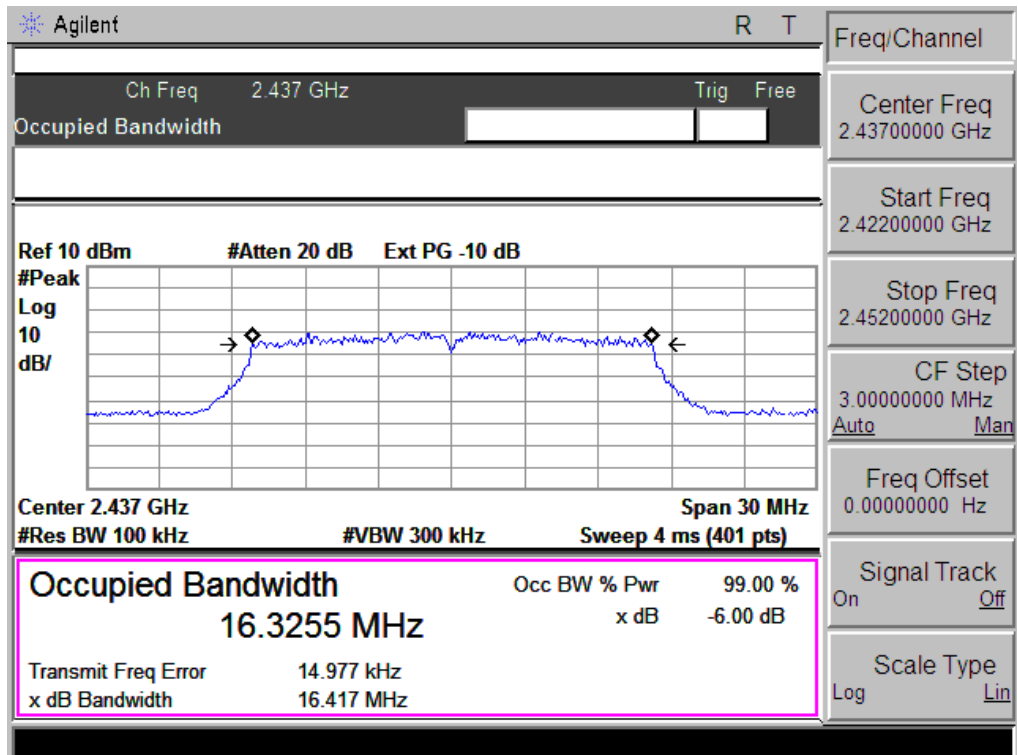 Agilent R T
Freq/Channel
Ch Freq 2.437 GHz Trig Free
Occupied Bandwidth
Center Freq
2.43700000 GHz
Start Freq
2.42200000 GHz
Ref 10 dBm #Atten 20 dB Ext PG -10 dB
#Peak
Log
10
dB/
Stop Freq
2.45200000 GHz
CF Step
3.00000000 MHz
Auto Man
Freq Offset
0.00000000 Hz
Center 2.437 GHz Span 30 MHz
#Res BW 100 kHz #VBW 300 kHz Sweep 4 ms (401 pts)
Signal Track
On Off
Occupied Bandwidth Occ BW % Pwr 99.00 %
16.3255 MHz x dB -6.00 dB
Transmit Freq Error 14.977 kHz
x dB Bandwidth 16.417 MHz
Scale Type
Log Lin